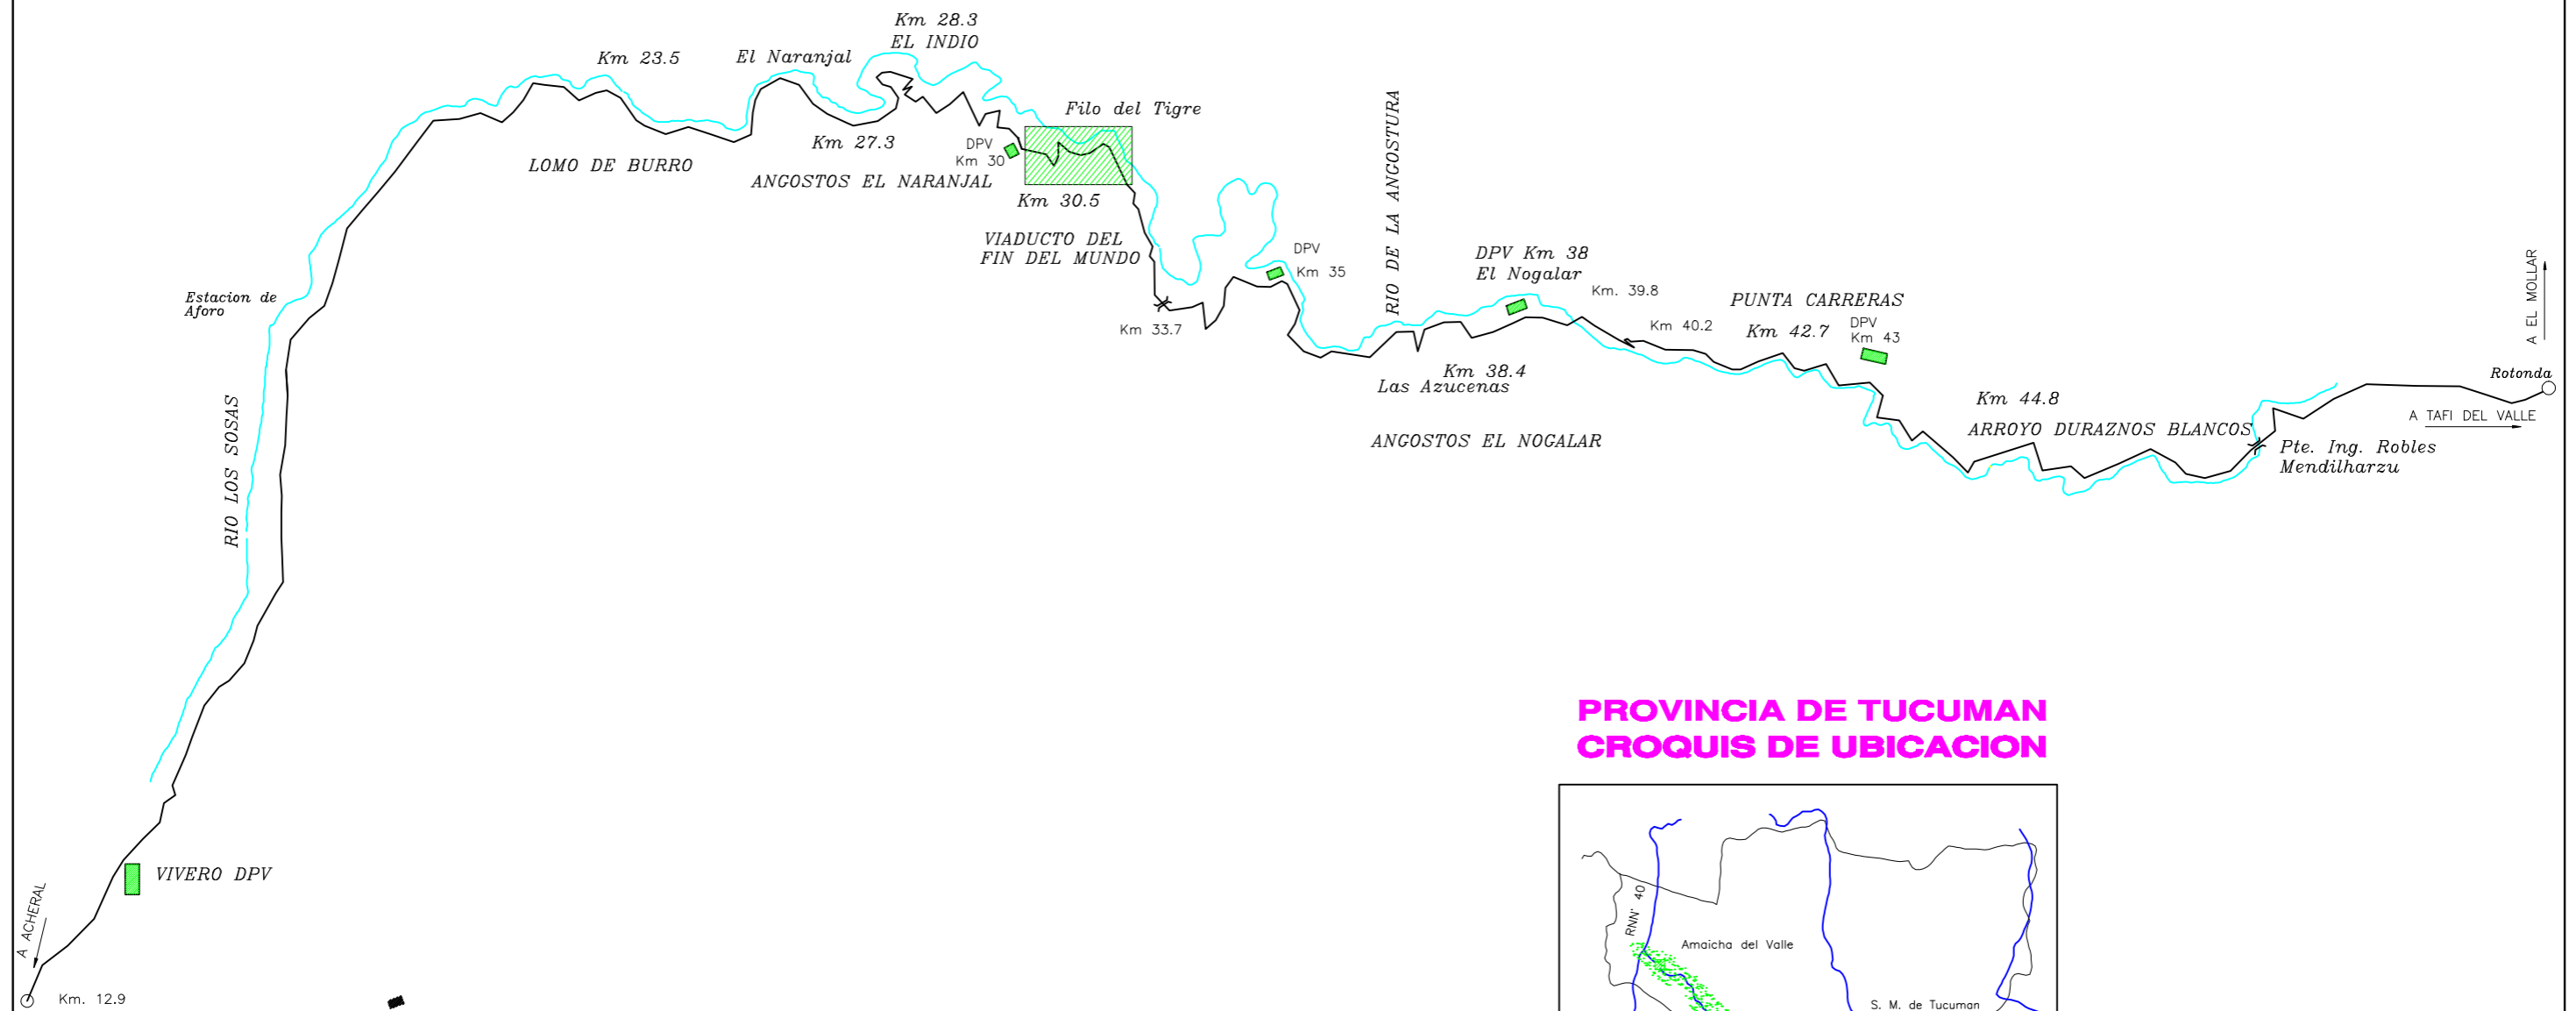 Km 28.3
EL INDIO
Km 23.5
El Naranjal
Filo del Tigre
Km 27.3
DPV
Km 30
LOMO DE BURRO
ANGOSTOS EL NARANJAL
Km 30.5
VIADUCTO DEL
FIN DEL MUNDO
DPV
Km 35
RIO DE LA ANGOSTURA
DPV Km 38
El Nogalar
Km. 39.8
Km 33.7
Km 40.2
PUNTA CARRERAS
Km 42.7
DPV
Km 43
A EL MOLLAR
Estacion de
Aforo
Km 38.4
Las Azucenas
Rotonda
Km 44.8
A TAFI DEL VALLE
ARROYO DURAZNOS BLANCOS
ANGOSTOS EL NOGALAR
Pte. Ing. Robles
Mendilharzu
RIO LOS SOSAS
PROVINCIA DE TUCUMAN
CROQUIS DE UBICACION
VIVERO DPV
A ACHERAL
Km. 12.9
RNN° 40
Amaicha del Valle
S. M. de Tucuman